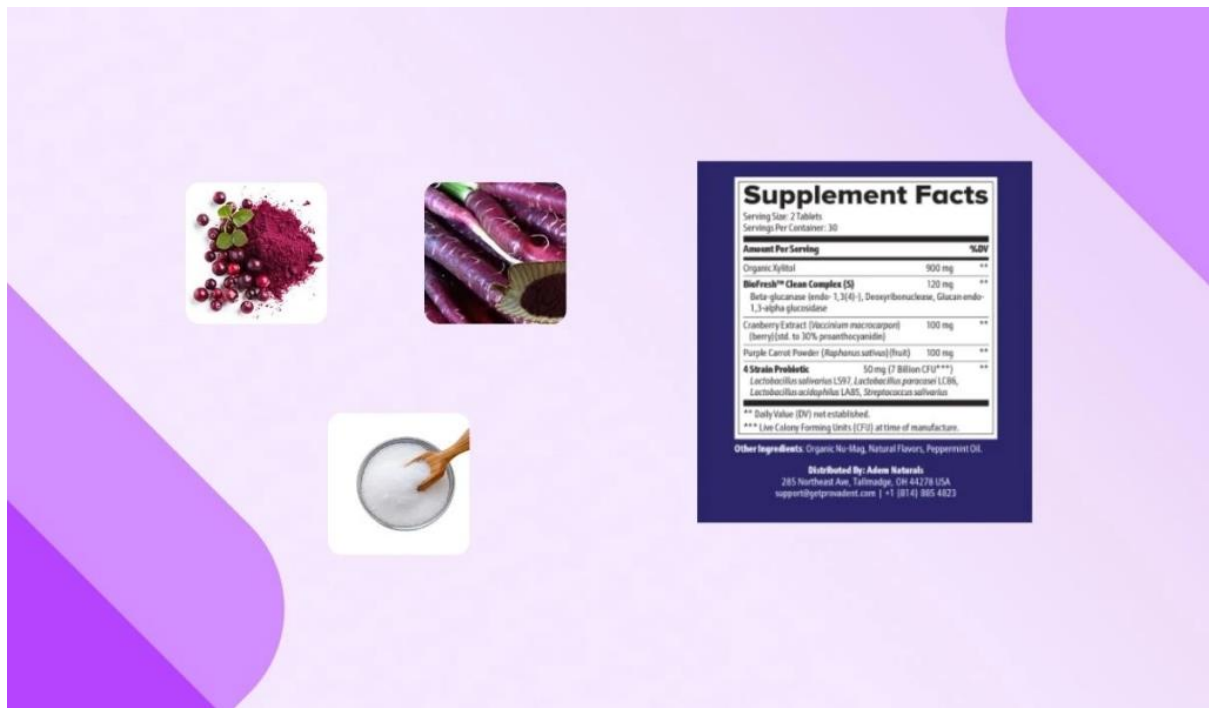 Supplement Facts
Serving Size: 2 Tablets
Servings Per Container: 30
Amount Per Serving %DV
Organic Xylitol 900 mg **
BioFresh™ Clean Complex (S) 120 mg **
Beta-glucanase (endo- 1,3(4)-), Deoxyribonuclease, Glucan endo-
1,3-alpha glucosidase
Cranberry Extract (Vaccinium macrocarpon) 100 mg **
(berry)(std. to 30% proanthocyanidin)
Purple Carrot Powder (Raphanus sativus)(fruit) 100 mg **
4 Strain Probiotic 50 mg (7 Billion CFU***) **
Lactobacillus salivarius LS97, Lactobacillus paracasei LC86,
Lactobacillus acidophilus LA85, Streptococcus salivarius
** Daily Value (DV) not established.
*** Live Colony Forming Units (CFU) at time of manufacture.
Other Ingredients: Organic Nu-Mag, Natural Flavors, Peppermint Oil.
Distributed By: Adem Naturals
285 Northeast Ave, Tallmadge, OH 44278 USA
support@getprovadent.com | +1 (814) 885 4823